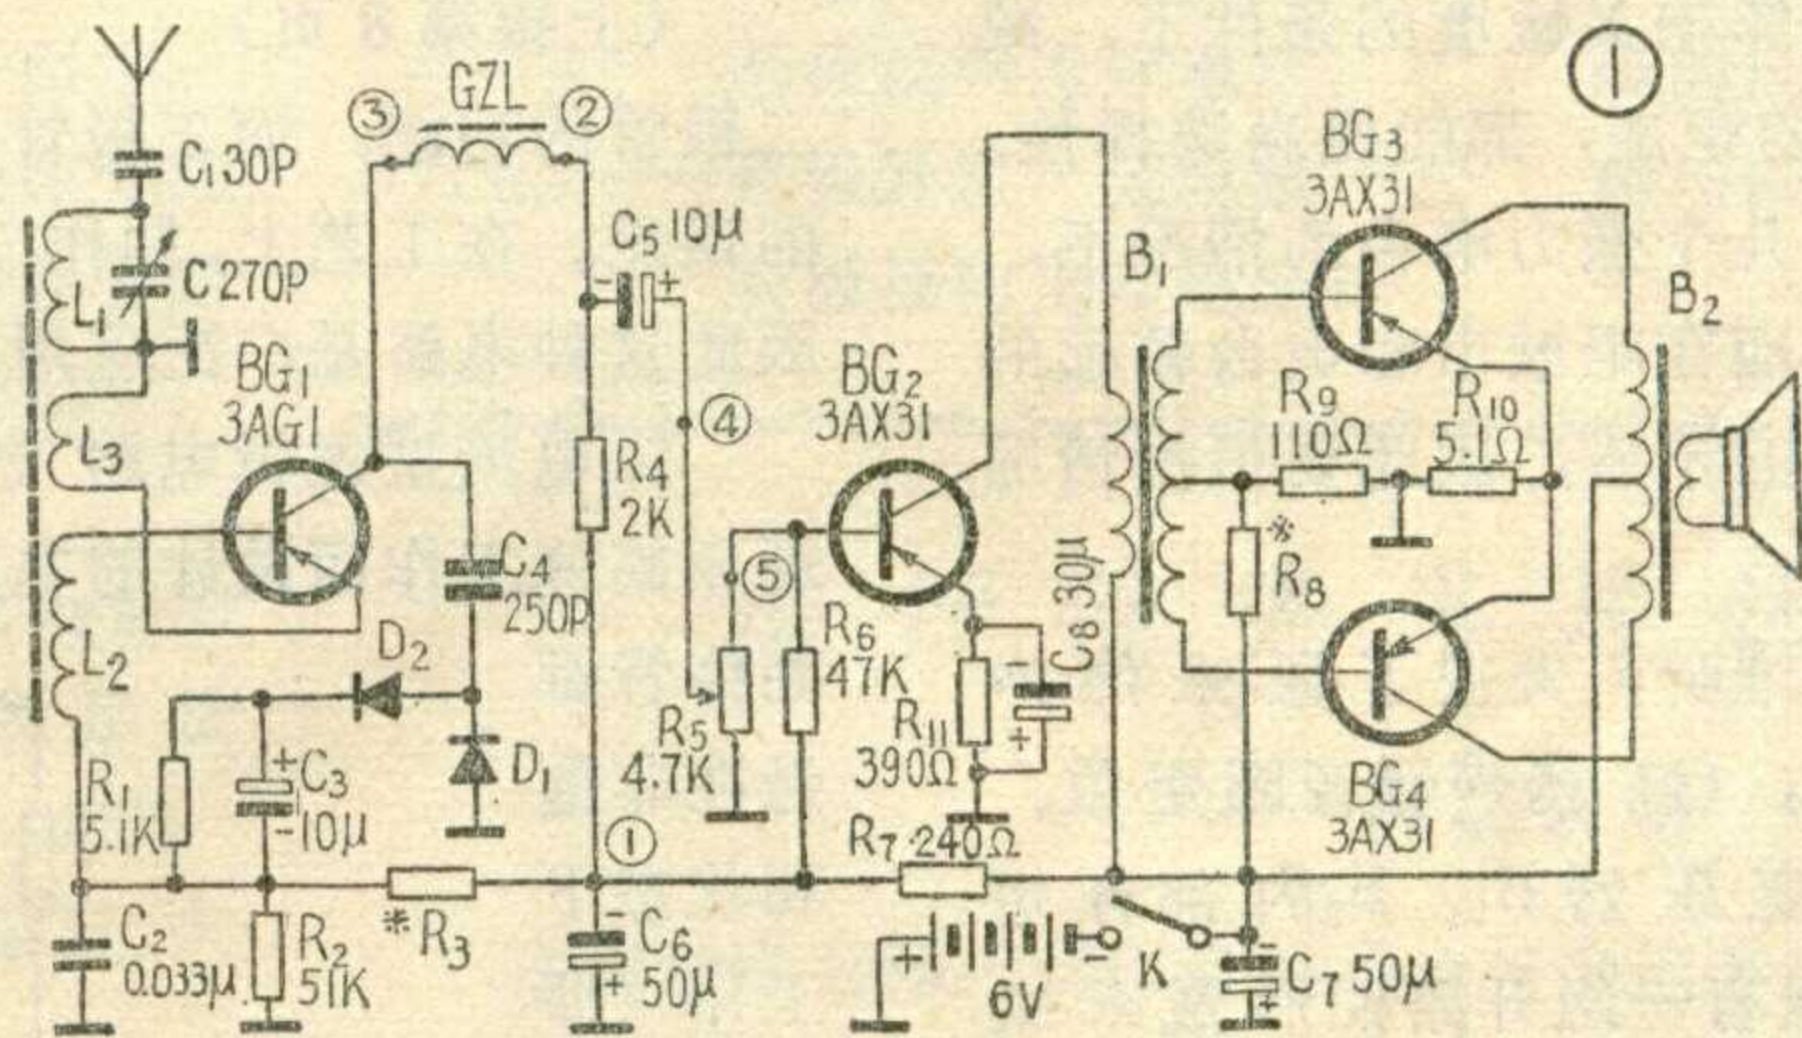 ①
③ GZL ②
C₁ 30P
C 270P
L₁
L₃
L₂
BG₁
3AG1
C₅ 10μ
- +
R₄
2K
④
⑤
C₄
250P
D₂
D₁
R₁
5.1K
+ C₃
- 10μ
C₂
0.033μ
R₂
51K
*R₃
①
- C₆
+ 50μ
R₅
4.7K
R₆
47K
BG₂
3AX31
R₁₁
390Ω
C₈ 30μ
-
+
R₇ 240Ω
+ -
6V
K
-
C₇ 50μ
+
B₁
BG₃
3AX31
R₉
110Ω
R₁₀
5.1Ω
*
R₈
BG₄
3AX31
B₂